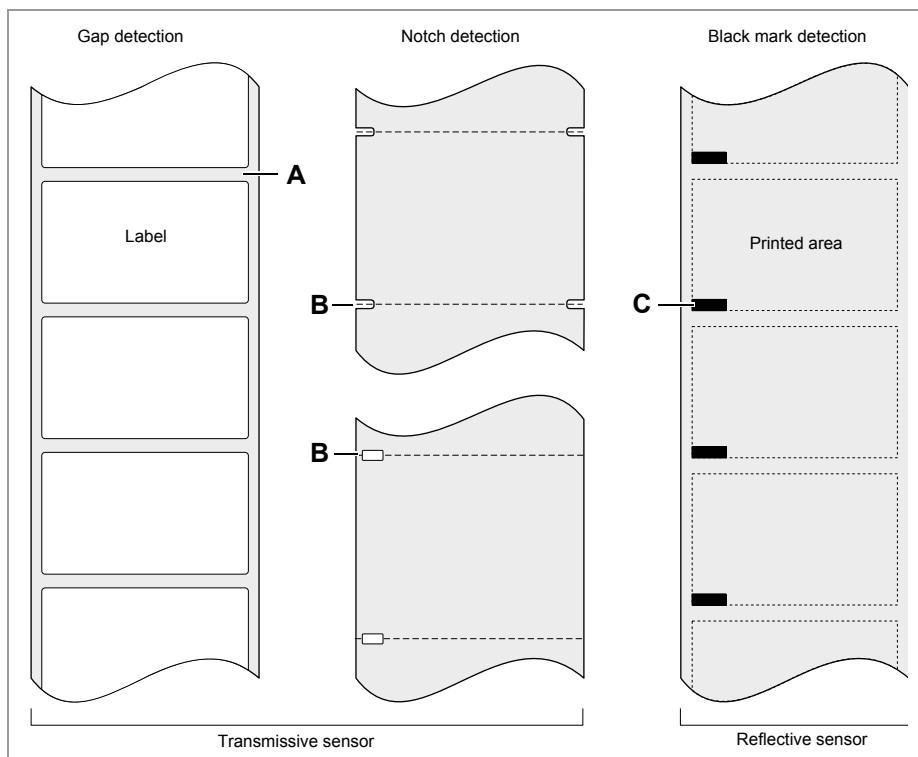 Gap detection
Notch detection
Black mark detection
A
Label
Printed area
B
C
B
Transmissive sensor
Reflective sensor